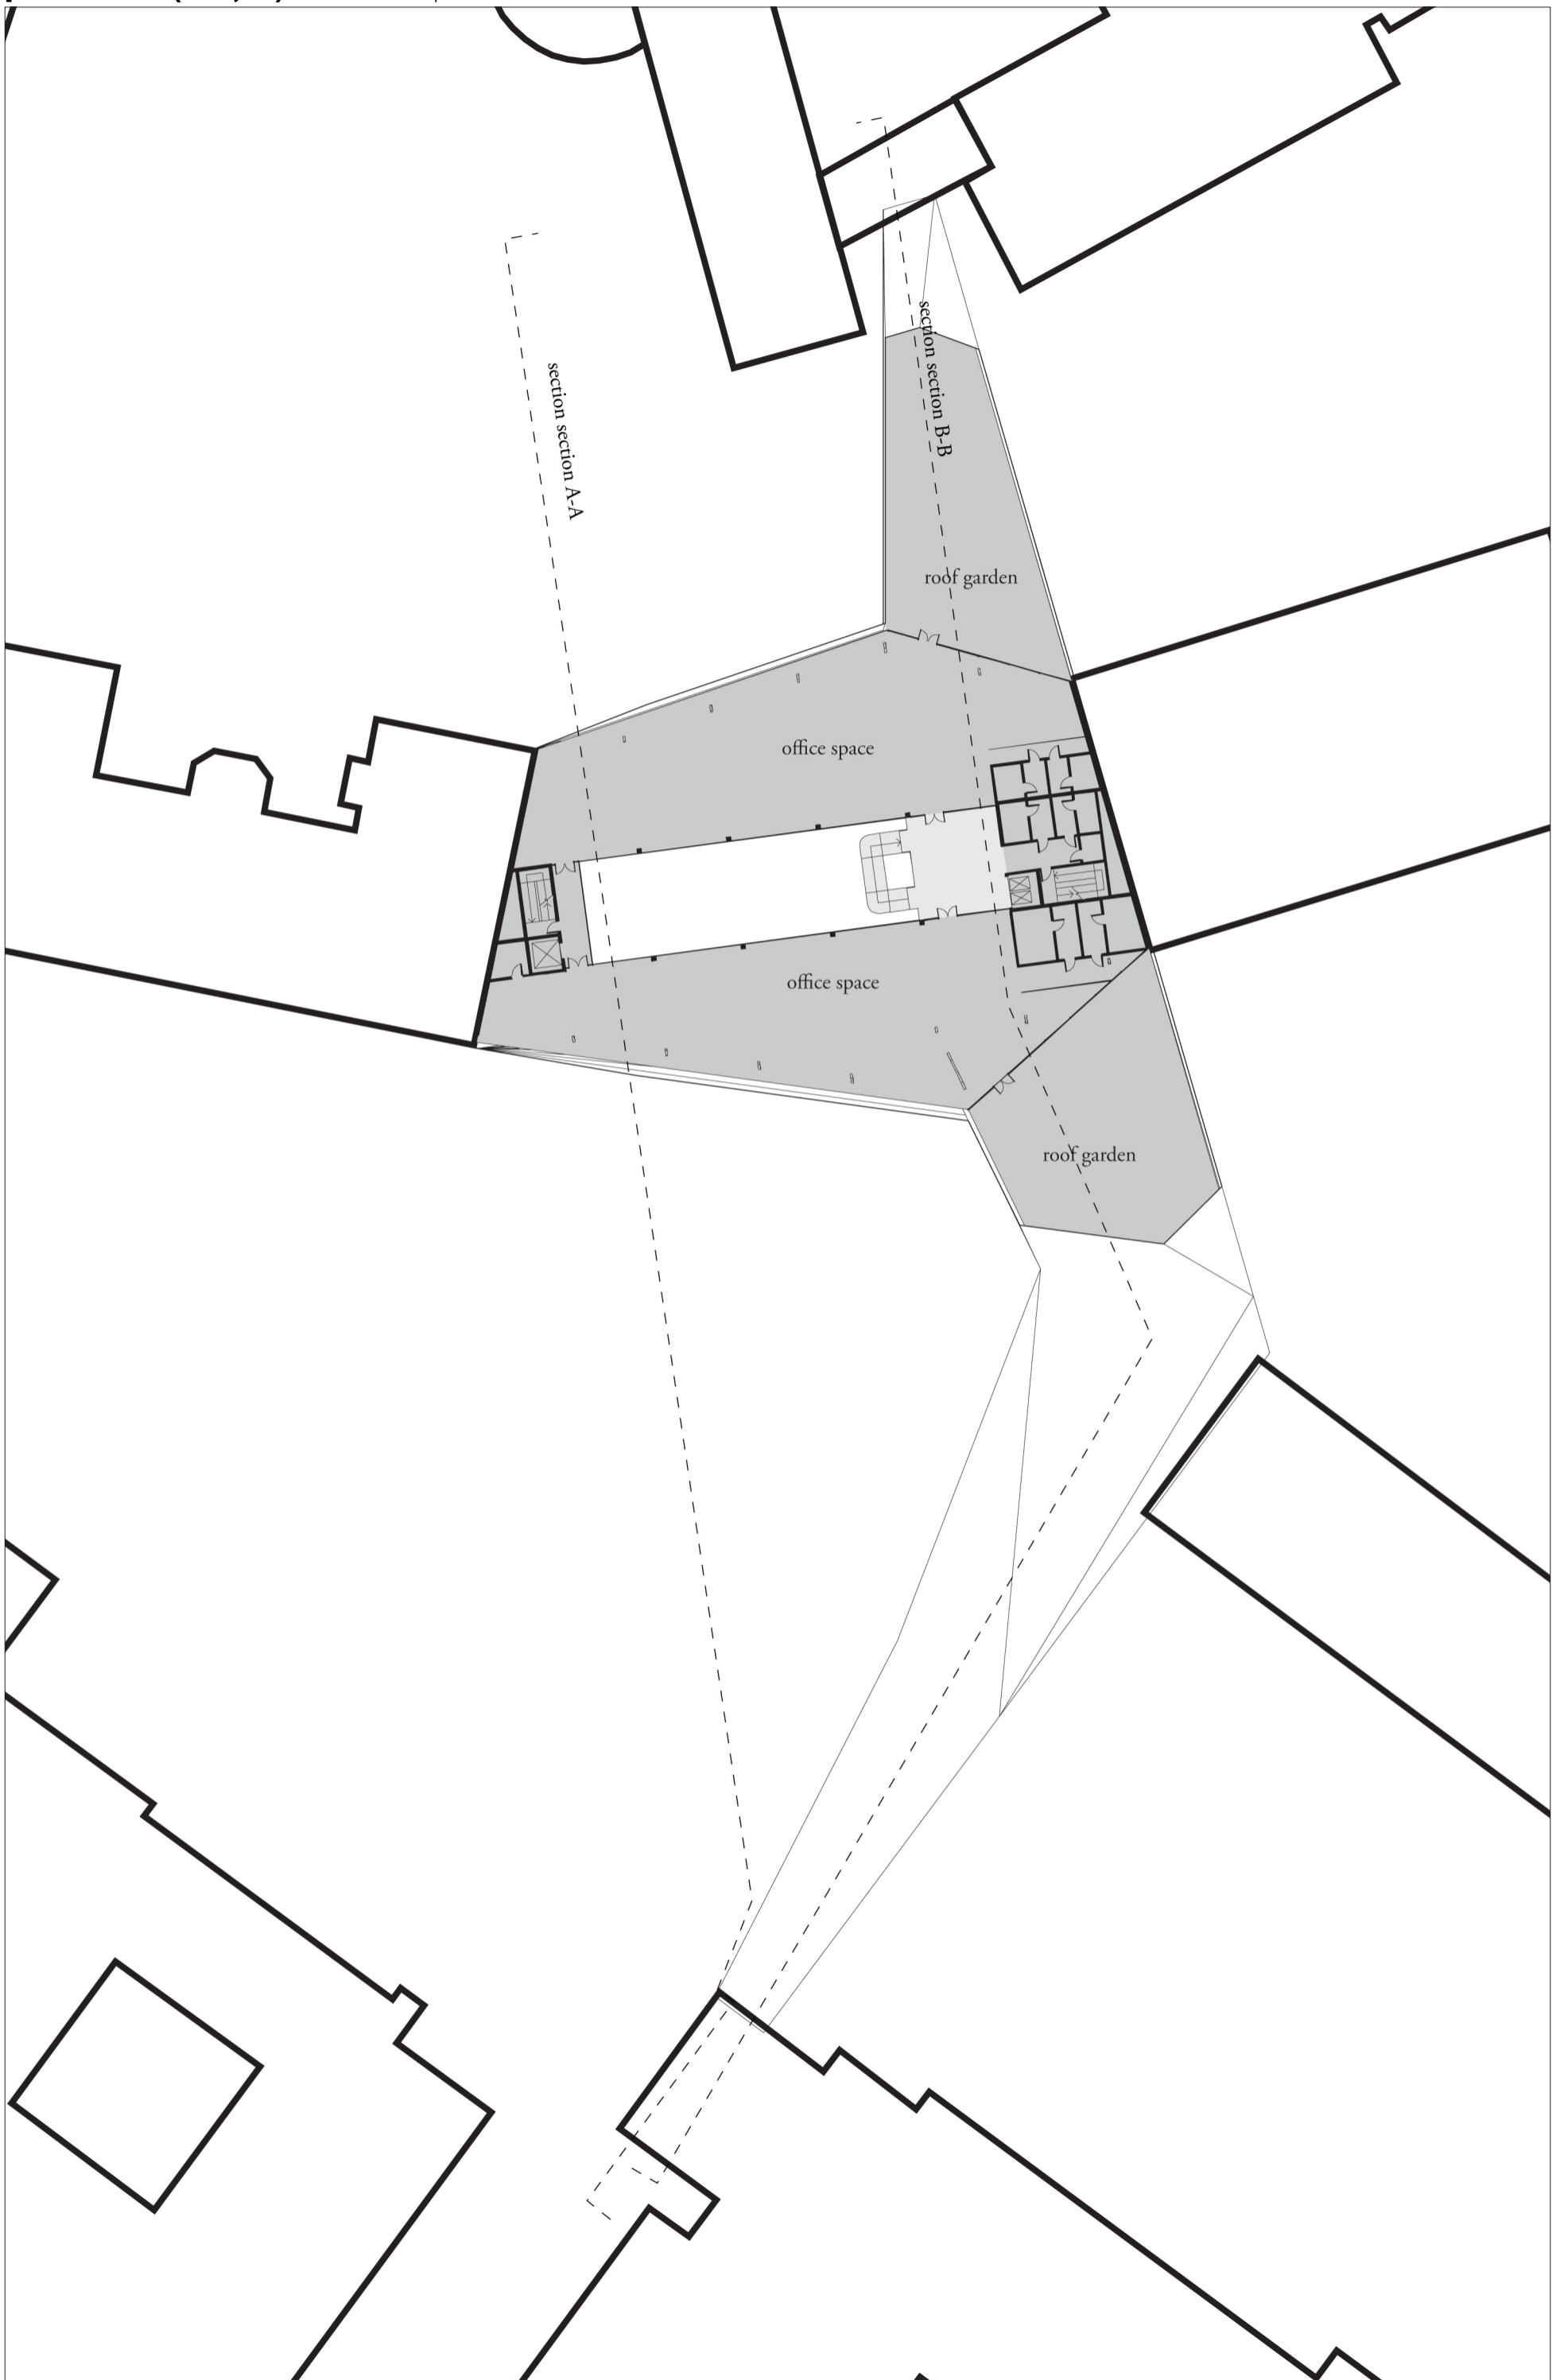 section section A-A
section section B-B
roof garden
office space
office space
roof garden